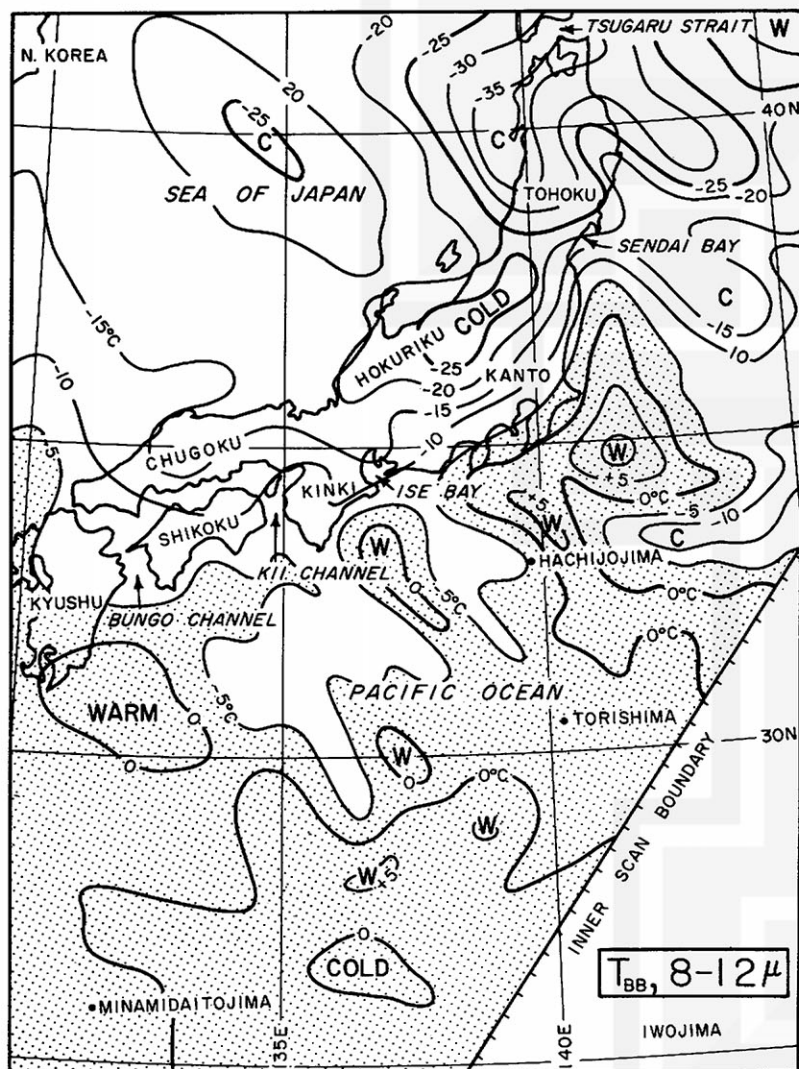 -20
-25
TSUGARU STRAIT
W
N. KOREA
-30
-20
-35
-25
C
C
40N
SEA OF JAPAN
TOHOKU
-25
-20
SENDAI BAY
-15°C
COLD
C
HOKURIKU
-15
-25
10
-10
KANTO
-20
-15
-5
CHUGOKU
-10
W
+5
KINKI
ISE BAY
+5
0°C
-5
-10
SHIKOKU
W
W
C
KII CHANNEL
HACHIJOJIMA
KYUSHU
0
-5°C
0°C
BUNGO CHANNEL
0°C
-5°C
PACIFIC OCEAN
WARM
0
TORISHIMA
0
W
30N
0
0°C
W
W
+5
INNER SCAN BOUNDARY
0
COLD
T_BB, 8-12µ
MINAMIDAITOJIMA
135E
140E
IWOJIMA